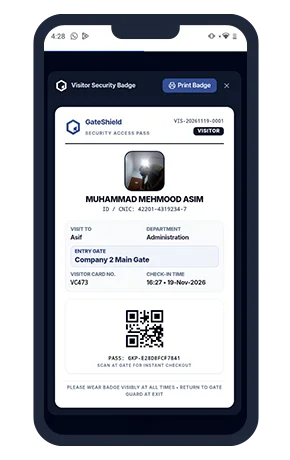 4:28
Visitor Security Badge
Print Badge
GateShield
SECURITY ACCESS PASS
VIS-20261119-0001
VISITOR
MUHAMMAD MEHMOOD ASIM
ID / CNIC: 42201-4319234-7
VISIT TO
Asif
DEPARTMENT
Administration
ENTRY GATE
Company 2 Main Gate
VISITOR CARD NO.
VC473
CHECK-IN TIME
16:27 • 19-Nov-2026
PASS: GKP-E28D8FCF7841
SCAN AT GATE FOR INSTANT CHECKOUT
PLEASE WEAR BADGE VISIBLY AT ALL TIMES • RETURN TO GATE
GUARD AT EXIT